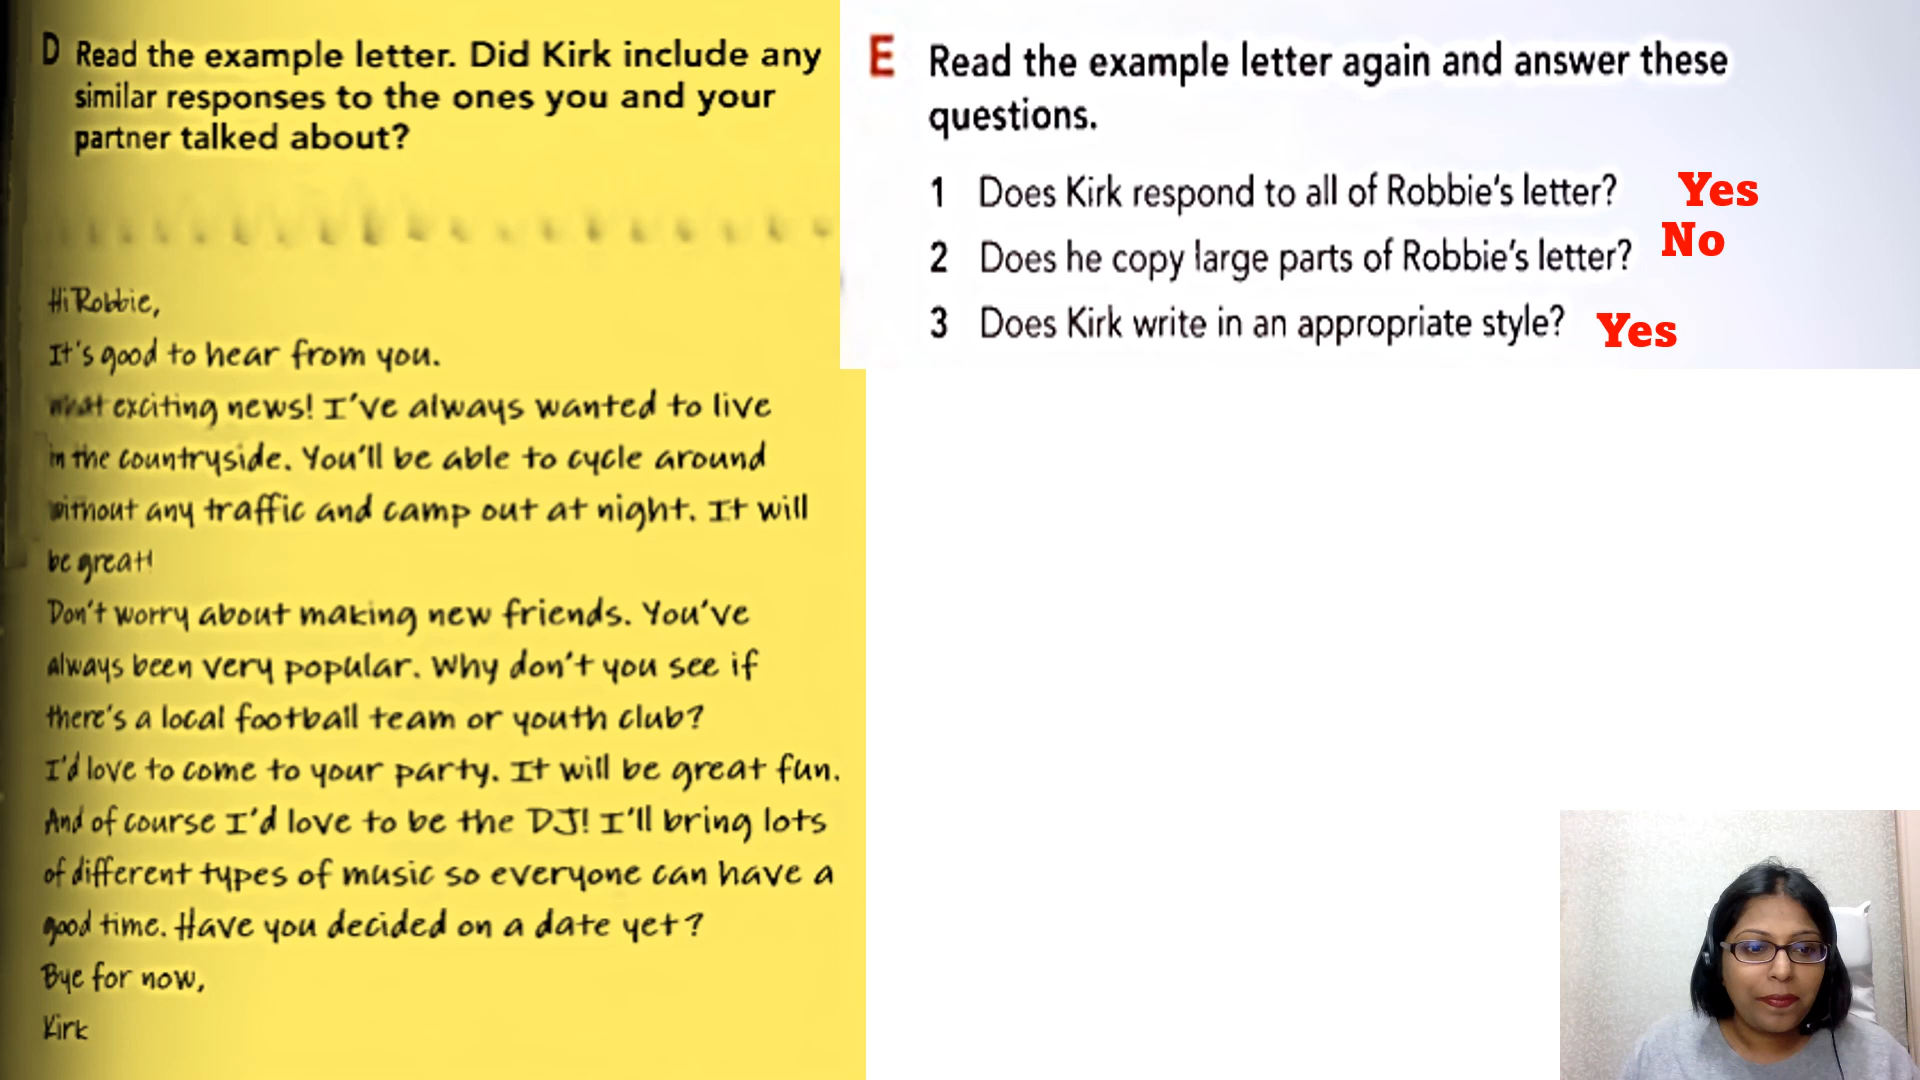 D Read the example letter. Did Kirk include any
similar responses to the ones you and your
partner talked about?
Hi Robbie,
It's good to hear from you.
What exciting news! I've always wanted to live
in the countryside. You'll be able to cycle around
without any traffic and camp out at night. It will
be great!
Don't worry about making new friends. You've
always been very popular. Why don't you see if
there's a local football team or youth club?
I'd love to come to your party. It will be great fun.
And of course I'd love to be the DJ! I'll bring lots
of different types of music so everyone can have a
good time. Have you decided on a date yet?
Bye for now,
Kirk
E Read the example letter again and answer these
questions.
1 Does Kirk respond to all of Robbie's letter? Yes
2 Does he copy large parts of Robbie's letter? No
3 Does Kirk write in an appropriate style? Yes